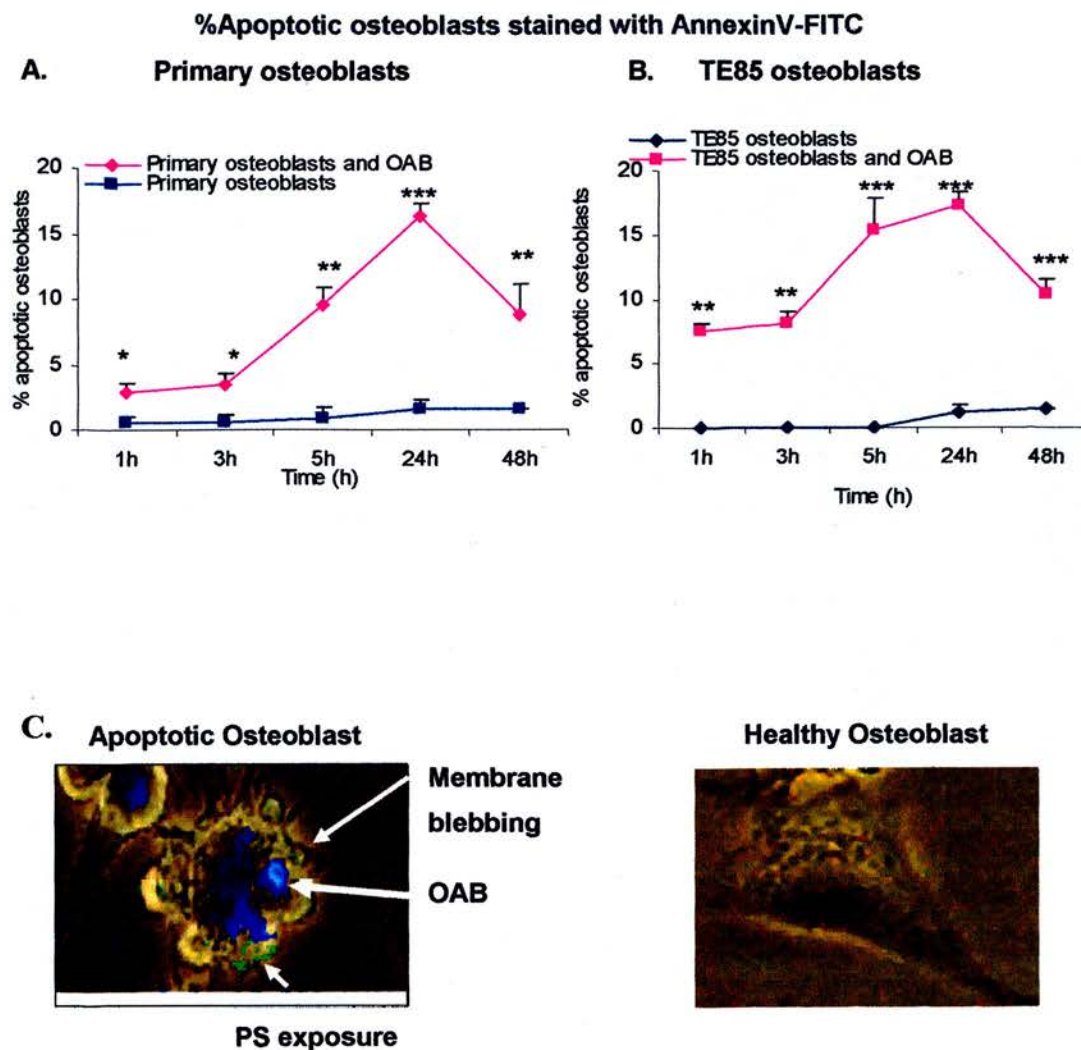 %Apoptotic osteoblasts stained with AnnexinV-FITC
A. Primary osteoblasts
Primary osteoblasts and OAB
Primary osteoblasts
% apoptotic osteoblasts
20
15
10
5
0
*
*
**
***
**
1h 3h 5h 24h 48h
Time (h)
B. TE85 osteoblasts
TE85 osteoblasts
TE85 osteoblasts and OAB
% apoptotic osteoblasts
20
15
10
5
0
**
**
***
***
***
1h 3h 5h 24h 48h
Time (h)
C. Apoptotic Osteoblast
Membrane
blebbing
OAB
PS exposure
Healthy Osteoblast